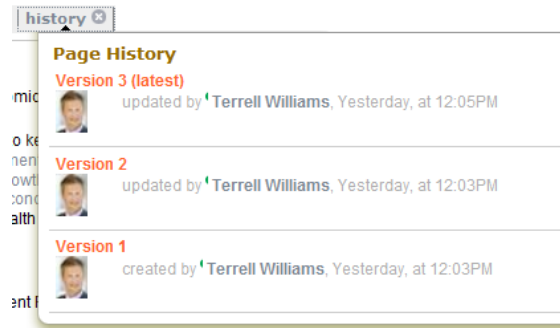 history
Page History
Version 3 (latest)
updated by Terrell Williams, Yesterday, at 12:05PM
Version 2
updated by Terrell Williams, Yesterday, at 12:03PM
Version 1
created by Terrell Williams, Yesterday, at 12:03PM